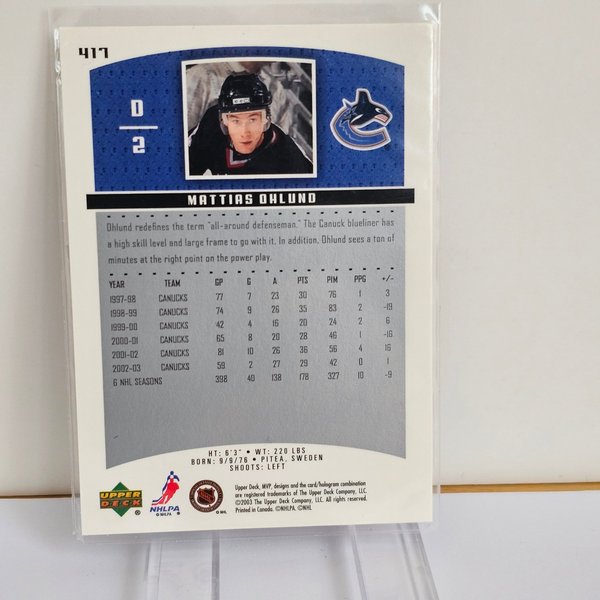 417
D
2
MATTIAS OHLUND
Ohlund redefines the term "all-around defenseman." The Canuck blueliner
has a high skill level and large frame to go with it. In addition, Ohlund sees a ton of
minutes at the right point on the power play.
YEAR TEAM GP G A PTS PIM PPG +/-
1997-98 CANUCKS 77 7 23 30 76 1 3
1998-99 CANUCKS 74 9 26 35 83 2 -19
1999-00 CANUCKS 42 4 16 20 24 2 6
2000-01 CANUCKS 65 8 20 28 46 1 -16
2001-02 CANUCKS 81 10 26 36 56 4 16
2002-03 CANUCKS 59 2 27 29 42 0 1
6 NHL SEASONS 398 40 138 178 327 10 -9
HT: 6'3" • WT: 220 LBS
BORN: 9/9/76 • PITEA, SWEDEN
SHOOTS: LEFT
UPPER DECK ®
NHLPA
© NHLPA
© NHL
Upper Deck, MVP, designs and the card/hologram combination
are registered trademarks of The Upper Deck Company, LLC.
©2003 The Upper Deck Company, LLC. All rights reserved.
Printed in Canada. ©NHLPA, ©NHL